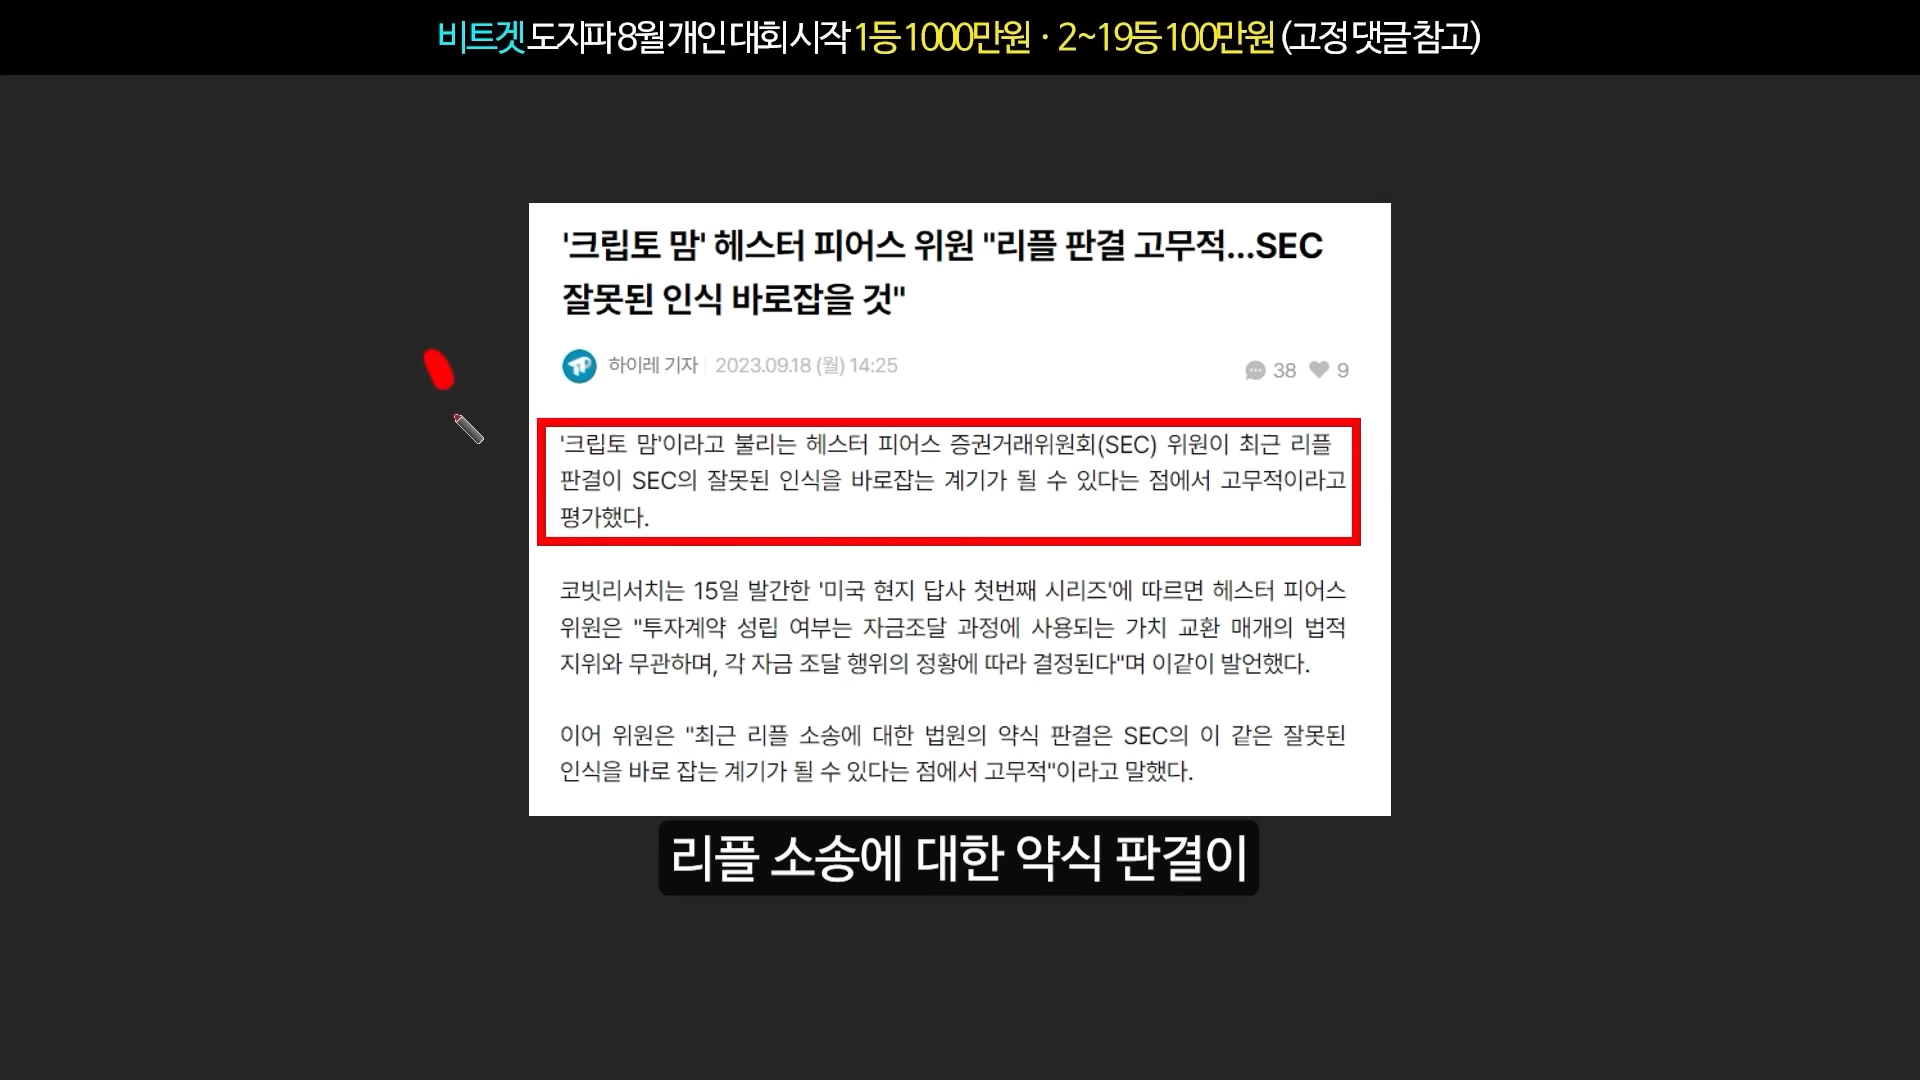 비트겟 도지파 8월 개인 대회 시작 1등 1000만원 · 2~19등 100만원 (고정 댓글 참고)
'크립토 맘' 헤스터 피어스 위원 "리플 판결 고무적...SEC
잘못된 인식 바로잡을 것"
하이레 기자 2023.09.18 (월) 14:25
38 9
'크립토 맘'이라고 불리는 헤스터 피어스 증권거래위원회(SEC) 위원이 최근 리플
판결이 SEC의 잘못된 인식을 바로잡는 계기가 될 수 있다는 점에서 고무적이라고
평가했다.
코빗리서치는 15일 발간한 '미국 현지 답사 첫번째 시리즈'에 따르면 헤스터 피어스
위원은 "투자계약 성립 여부는 자금조달 과정에 사용되는 가치 교환 매개의 법적
지위와 무관하며, 각 자금 조달 행위의 정황에 따라 결정된다"며 이같이 발언했다.
이어 위원은 "최근 리플 소송에 대한 법원의 약식 판결은 SEC의 이 같은 잘못된
인식을 바로 잡는 계기가 될 수 있다는 점에서 고무적"이라고 말했다.
리플 소송에 대한 약식 판결이